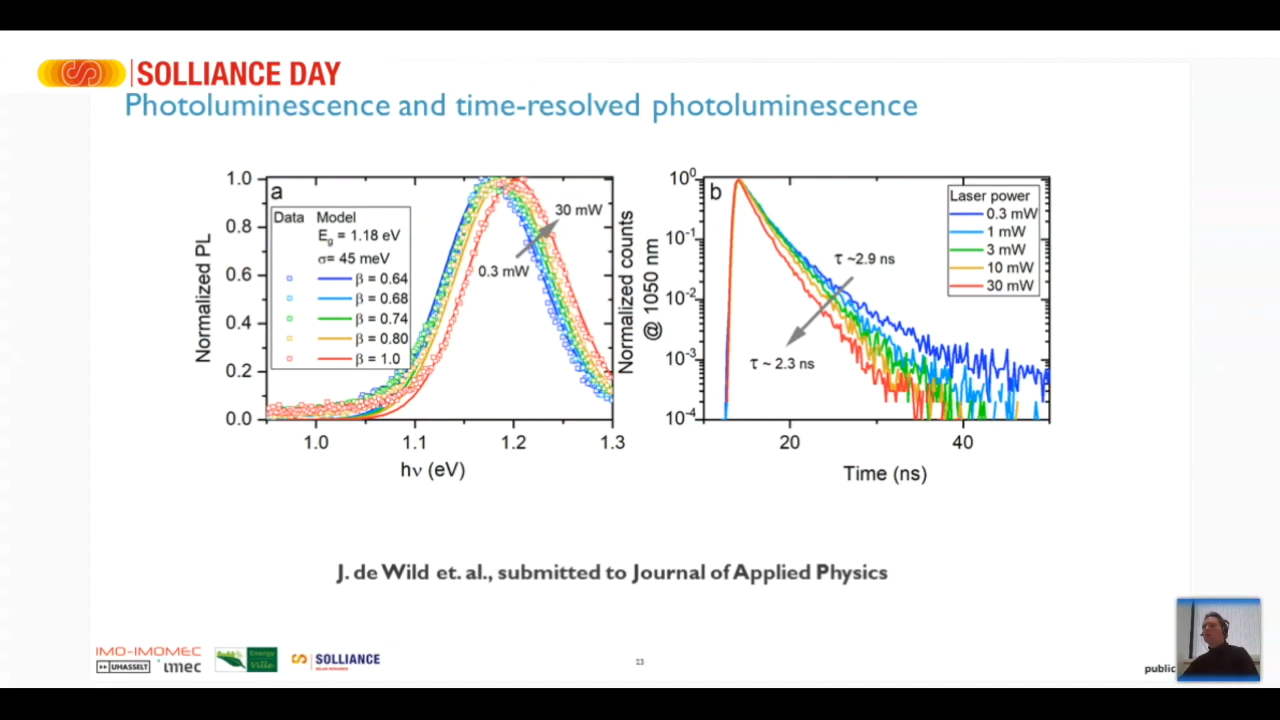 SOLLIANCE DAY
Photoluminescence and time-resolved photoluminescence
a
Data Model
E_g = 1.18 eV
σ= 45 meV
β = 0.64
β = 0.68
β = 0.74
β = 0.80
β = 1.0
30 mW
0.3 mW
Normalized PL
1.0
0.8
0.6
0.4
0.2
0.0
1.0 1.1 1.2 1.3
hν (eV)
b
Laser power
0.3 mW
1 mW
3 mW
10 mW
30 mW
τ ~2.9 ns
τ ~ 2.3 ns
Normalized counts
@ 1050 nm
10⁰
10⁻¹
10⁻²
10⁻³
10⁻⁴
20 40
Time (ns)
J. de Wild et. al., submitted to Journal of Applied Physics
IMO-IMOMEC
UHASSELT imec
Energy
Ville
SOLLIANCE
13
public